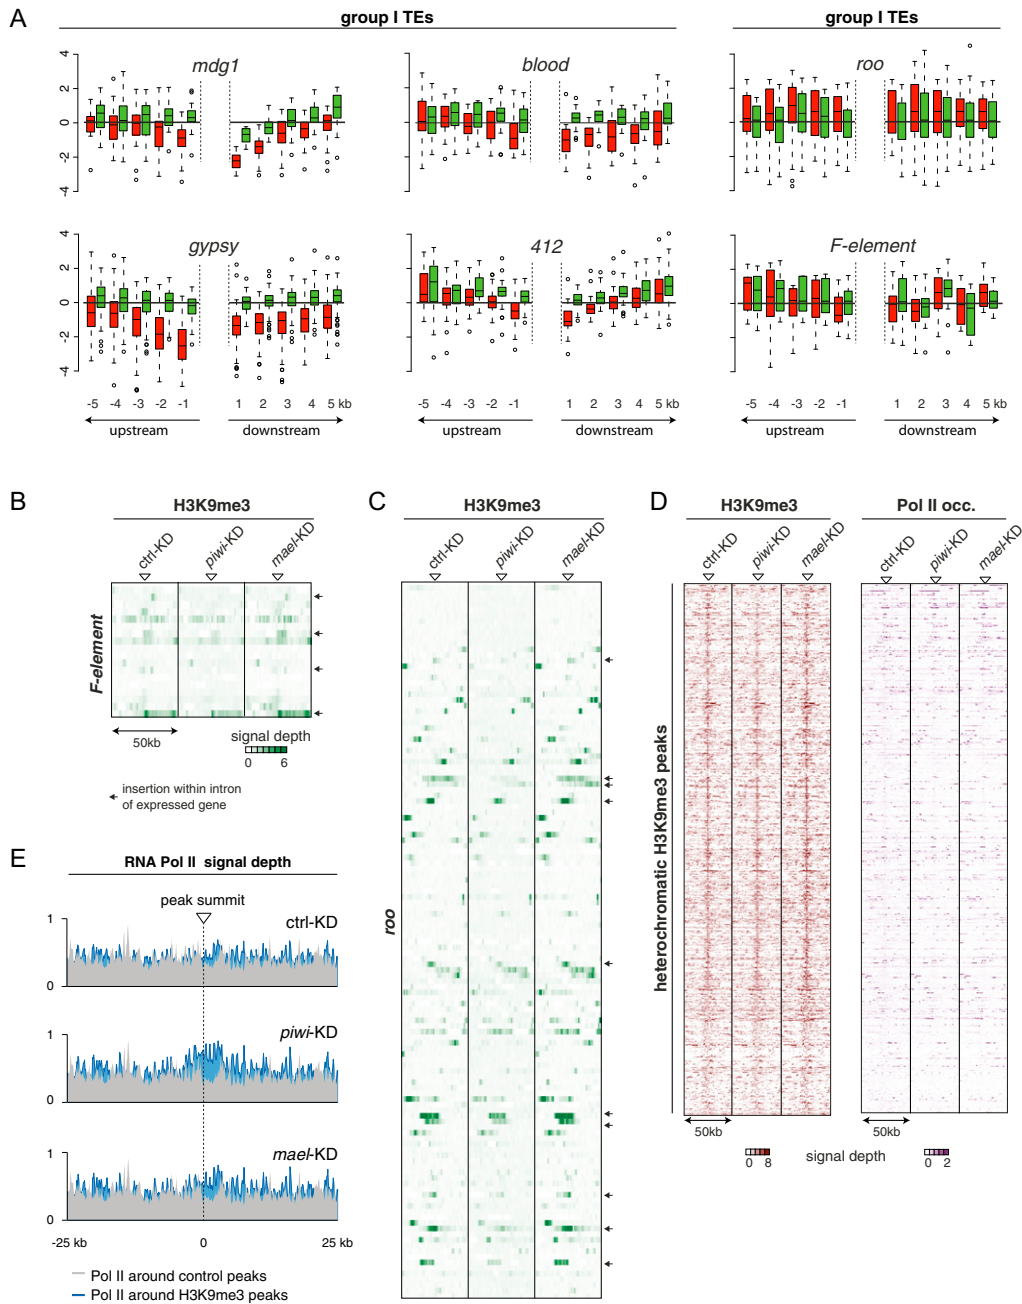 A
group I TEs
group I TEs
mdg1
blood
roo
4
2
0
-2
-4
gypsy
412
F-element
4
2
0
-2
-4
-5 -4 -3 -2 -1 1 2 3 4 5 kb
-5 -4 -3 -2 -1 1 2 3 4 5 kb
-5 -4 -3 -2 -1 1 2 3 4 5 kb
upstream downstream
upstream downstream
upstream downstream
B
H3K9me3
ctrl-KD
piwi-KD
mael-KD
F-element
50kb
signal depth
0 6
insertion within intron
of expressed gene
C
H3K9me3
ctrl-KD
piwi-KD
mael-KD
roo
D
H3K9me3
Pol II occ.
ctrl-KD
piwi-KD
mael-KD
ctrl-KD
piwi-KD
mael-KD
heterochromatic H3K9me3 peaks
50kb
50kb
0 8
signal depth
0 2
E
RNA Pol II signal depth
peak summit
1
ctrl-KD
0
1
piwi-KD
0
1
mael-KD
0
-25 kb 0 25 kb
Pol II around control peaks
Pol II around H3K9me3 peaks